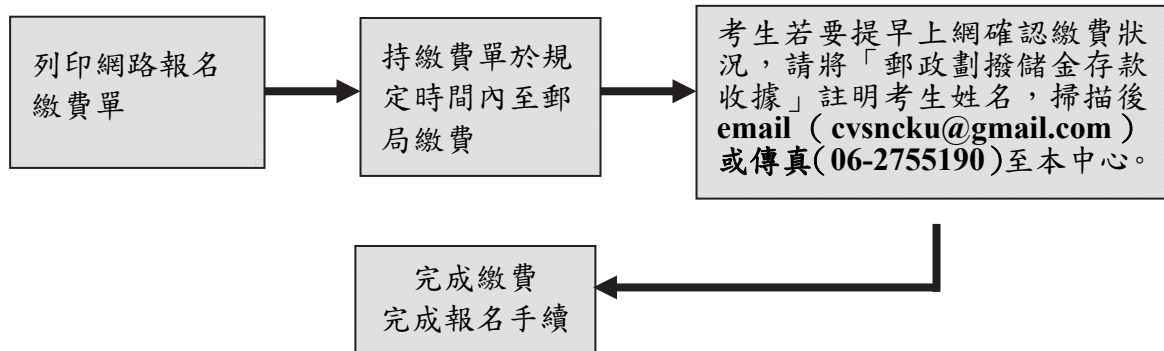 列印網路報名
繳費單
持繳費單於規
定時間內至郵
局繳費
考生若要提早上網確認繳費狀
況，請將「郵政劃撥儲金存款
收據」註明考生姓名，掃描後
email（cvsncku@gmail.com）
或傳真(06-2755190)至本中心。
完成繳費
完成報名手續